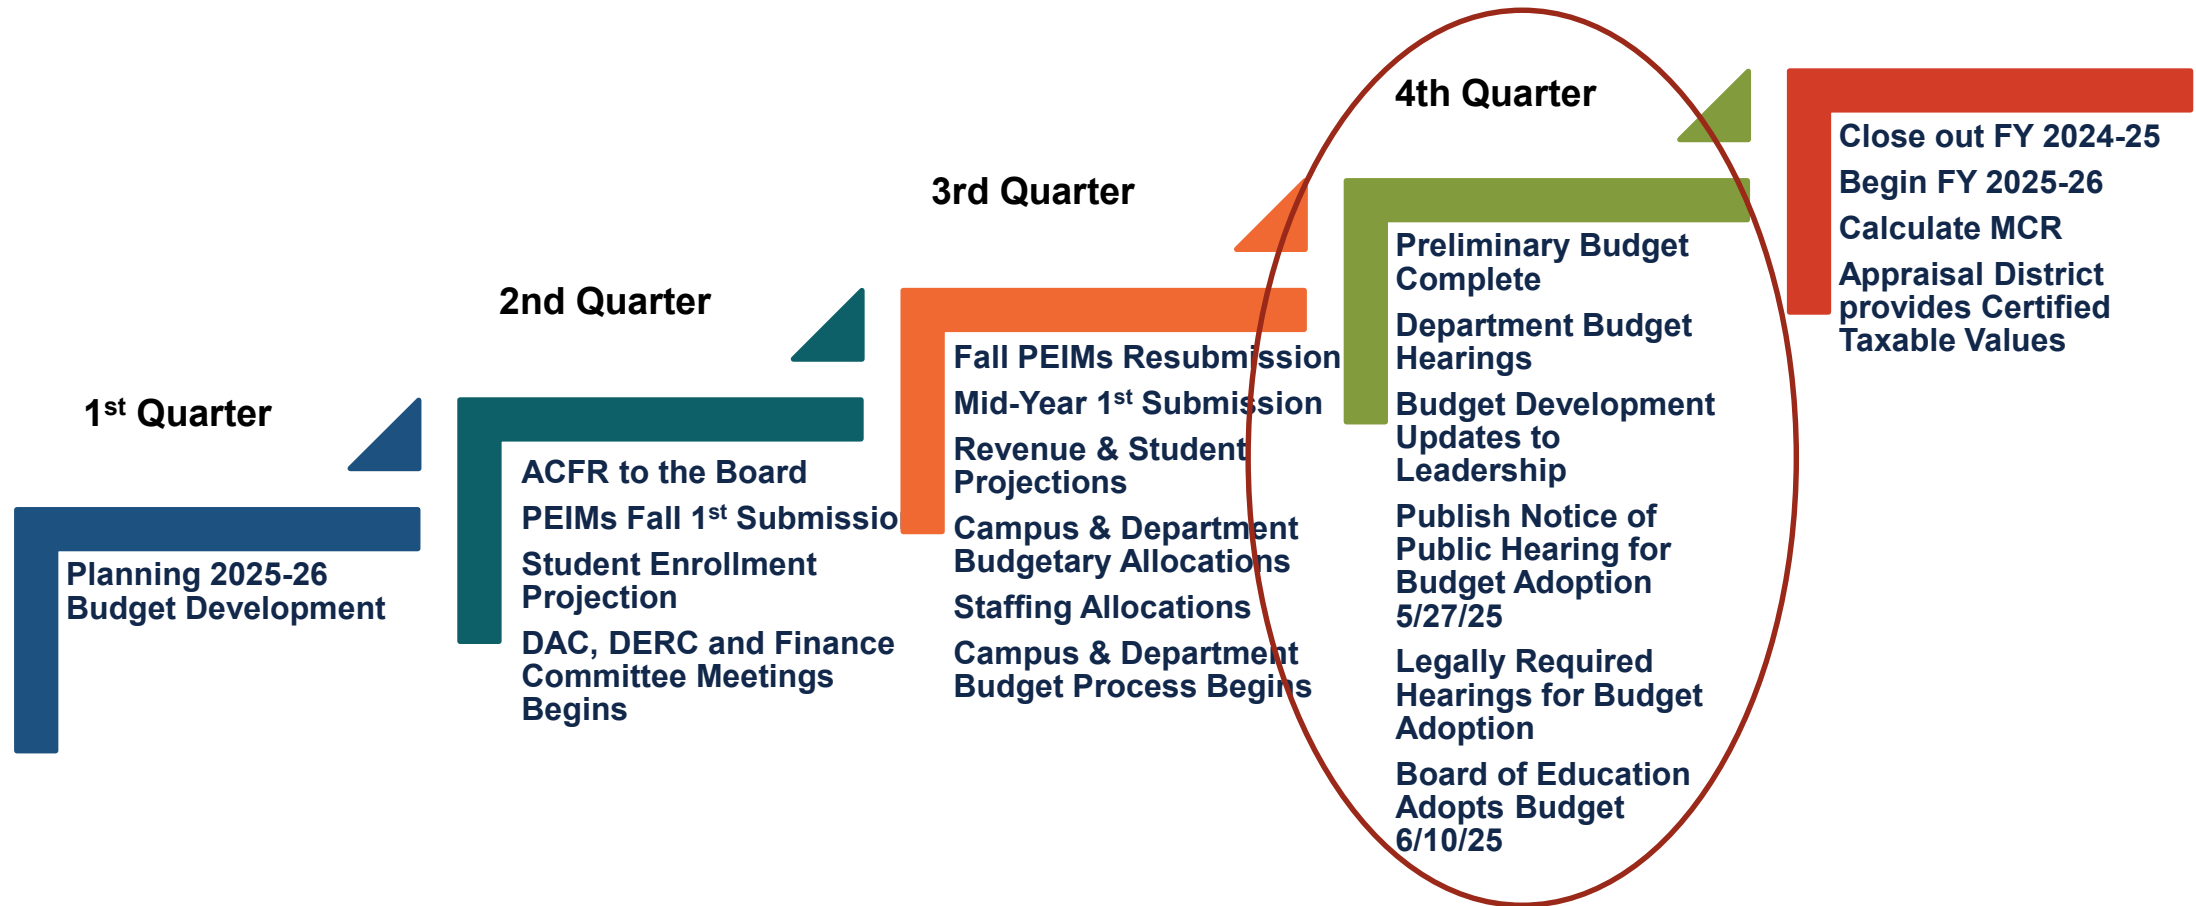 1st Quarter
Planning 2025-26
Budget Development
2nd Quarter
ACFR to the Board
PEIMs Fall 1st Submissio
Student Enrollment
Projection
DAC, DERC and Finance
Committee Meetings
Begins
3rd Quarter
Fall PEIMs Resubmission
Mid-Year 1st Submission
Revenue & Student
Projections
Campus & Department
Budgetary Allocations
Staffing Allocations
Campus & Department
Budget Process Begins
4th Quarter
Preliminary Budget
Complete
Department Budget
Hearings
Budget Development
Updates to
Leadership
Publish Notice of
Public Hearing for
Budget Adoption
5/27/25
Legally Required
Hearings for Budget
Adoption
Board of Education
Adopts Budget
6/10/25
Close out FY 2024-25
Begin FY 2025-26
Calculate MCR
Appraisal District
provides Certified
Taxable Values